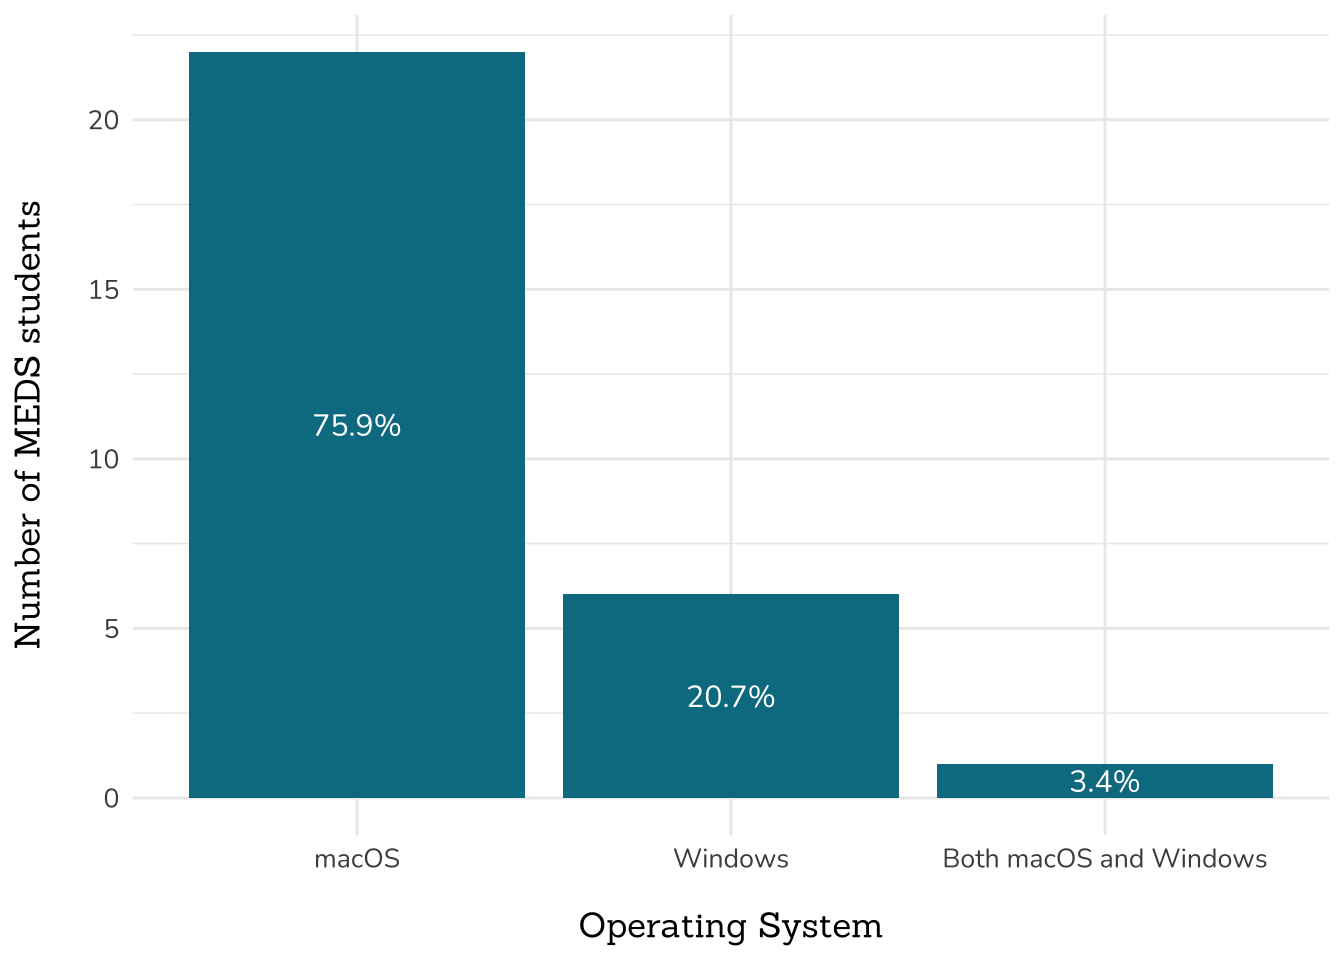 Number of MEDS students
20
15
10
5
0
75.9%
20.7%
3.4%
macOS
Windows
Both macOS and Windows
Operating System